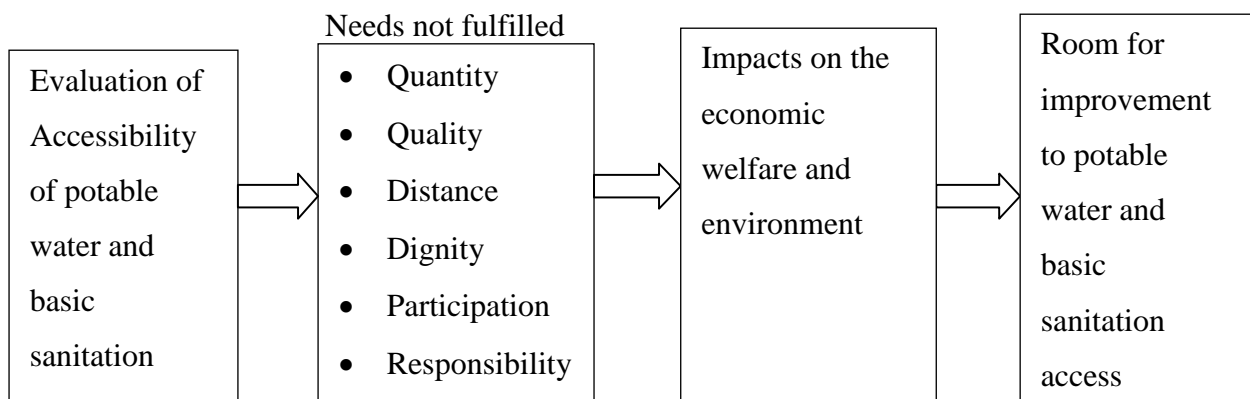 Evaluation of
Accessibility
of potable
water and
basic
sanitation
Needs not fulfilled
• Quantity
• Quality
• Distance
• Dignity
• Participation
• Responsibility
Impacts on the
economic
welfare and
environment
Room for
improvement
to potable
water and
basic
sanitation
access